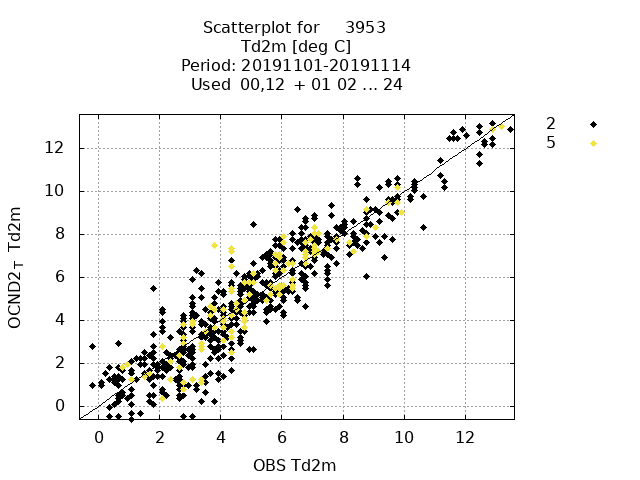 Scatterplot for 3953
Td2m [deg C]
Period: 20191101-20191114
Used 00,12 + 01 02 ... 24
2
5
12
10
8
6
4
2
0
OCND2_T Td2m
0 2 4 6 8 10 12
OBS Td2m